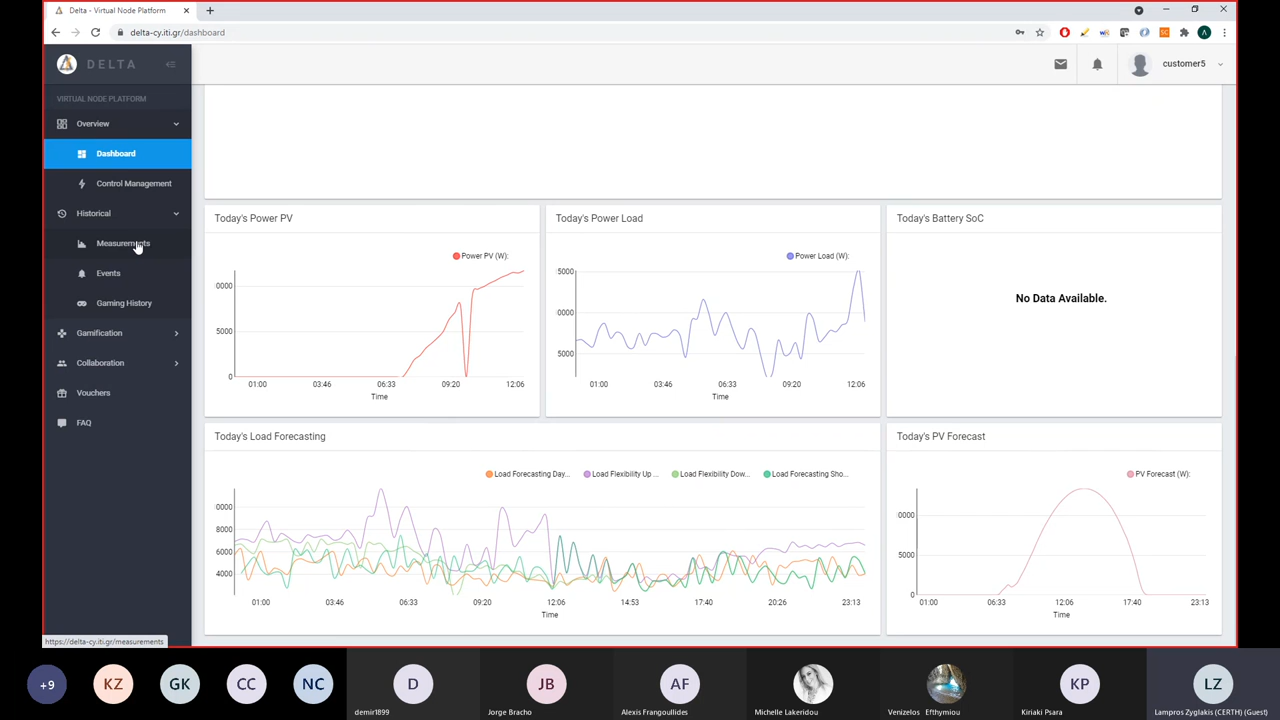 Delta - Virtual Node Platform
delta-cy.iti.gr/dashboard
DELTA
customer5
VIRTUAL NODE PLATFORM
Overview
Dashboard
Control Management
Historical
Measurements
Events
Gaming History
Gamification
Collaboration
Vouchers
FAQ
Today's Power PV
Power PV (W):
0000
5000
0
01:00 03:46 06:33 09:20 12:06
Time
Today's Power Load
Power Load (W):
5000
0000
5000
01:00 03:46 06:33 09:20 12:06
Time
Today's Battery SoC
No Data Available.
Today's Load Forecasting
Load Forecasting Day... Load Flexibility Up ... Load Flexibility Dow... Load Forecasting Sho...
0000
8000
6000
4000
01:00 03:46 06:33 09:20 12:06 14:53 17:40 20:26 23:13
Time
Today's PV Forecast
PV Forecast (W):
0000
5000
0
01:00 06:33 12:06 17:40 23:13
Time
https://delta-cy.iti.gr/measurements
+9 KZ GK CC NC D JB AF KP LZ
demir1899 Jorge Bracho Alexis Frangoullides Michelle Lakeridou Venizelos Efthymiou Kiriaki Psara Lampros Zyglakis (CERTH) (Guest)